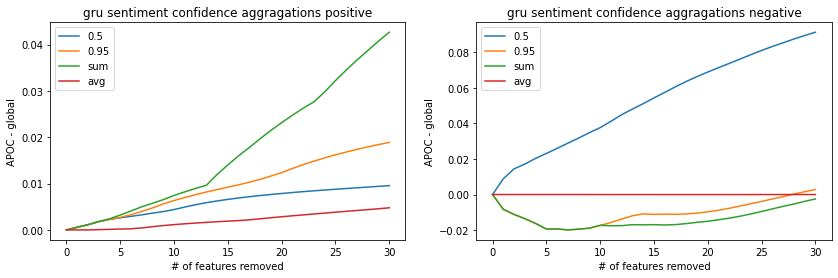 gru sentiment confidence aggragations positive
0.5
0.95
sum
avg
APOC - global
0.04
0.03
0.02
0.01
0.00
0 5 10 15 20 25 30
# of features removed
gru sentiment confidence aggragations negative
0.5
0.95
sum
avg
APOC - global
0.08
0.06
0.04
0.02
0.00
−0.02
0 5 10 15 20 25 30
# of features removed